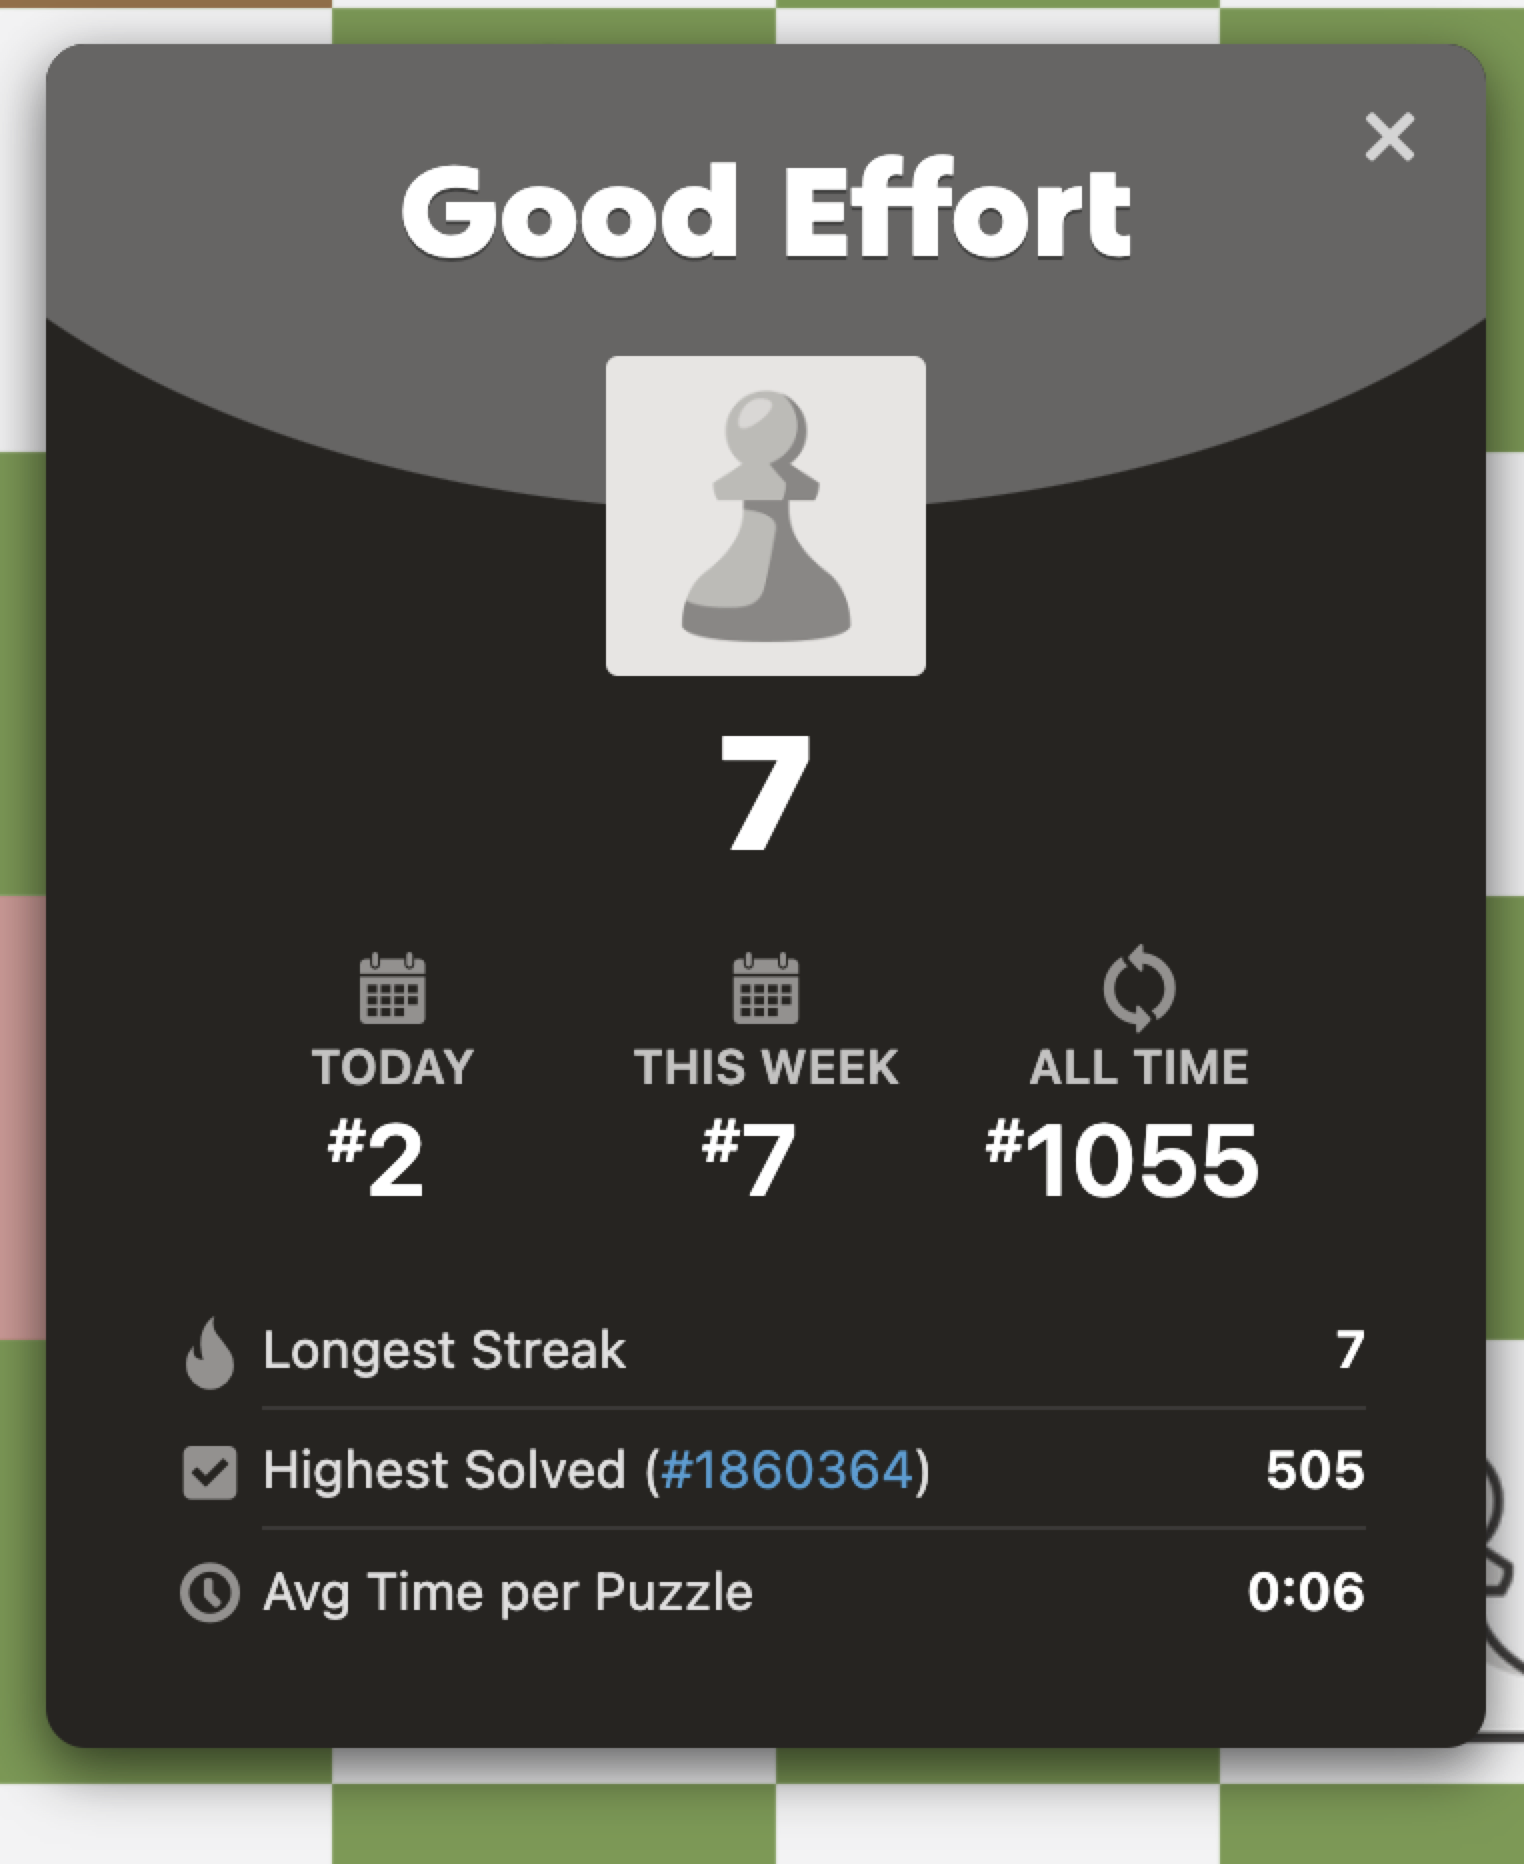 Good Effort
7
TODAY THIS WEEK ALL TIME
#2 #7 #1055
Longest Streak 7
Highest Solved (#1860364) 505
Avg Time per Puzzle 0:06